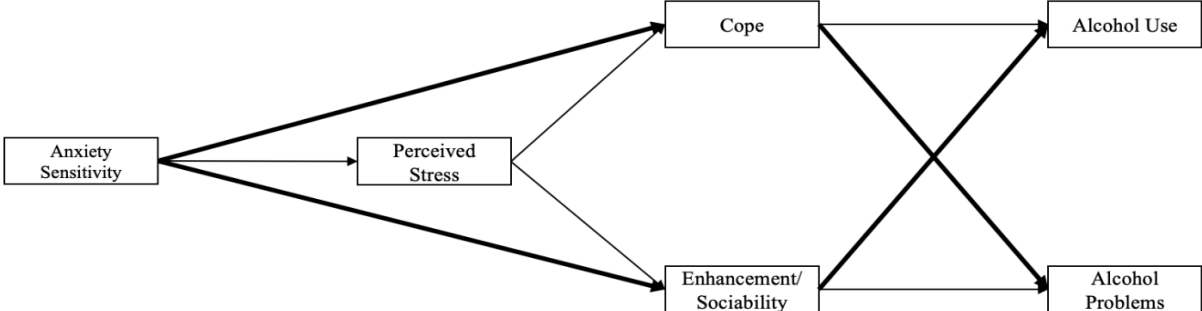 Cope
Alcohol Use
Anxiety
Sensitivity
Perceived
Stress
Enhancement/
Sociability
Alcohol
Problems